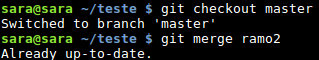 sara@sara ~/teste $ git checkout master
Switched to branch 'master'
sara@sara ~/teste $ git merge ramo2
Already up-to-date.